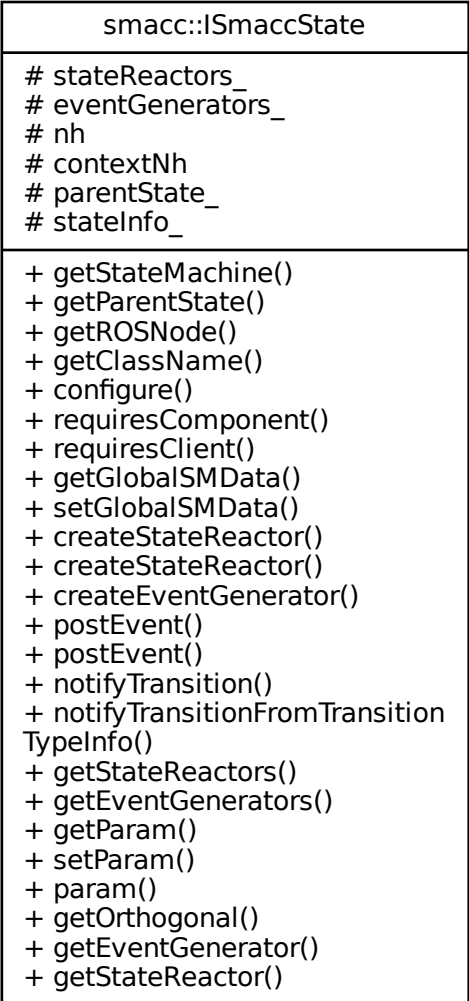 smacc::ISmaccState
# stateReactors_
# eventGenerators_
# nh
# contextNh
# parentState_
# stateInfo_
+ getStateMachine()
+ getParentState()
+ getROSNode()
+ getClassName()
+ configure()
+ requiresComponent()
+ requiresClient()
+ getGlobalSMData()
+ setGlobalSMData()
+ createStateReactor()
+ createStateReactor()
+ createEventGenerator()
+ postEvent()
+ postEvent()
+ notifyTransition()
+ notifyTransitionFromTransition
TypeInfo()
+ getStateReactors()
+ getEventGenerators()
+ getParam()
+ setParam()
+ param()
+ getOrthogonal()
+ getEventGenerator()
+ getStateReactor()